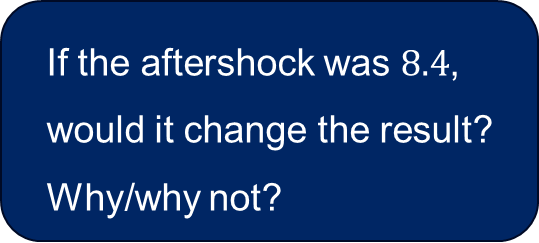 If the aftershock was 8.4,
would it change the result?
Why/why not?